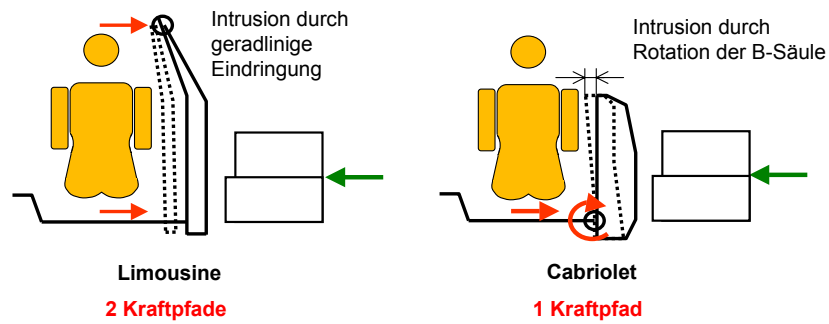 Intrusion durch
geradlinige
Eindringung
Intrusion durch
Rotation der B-Säule
Limousine
Cabriolet
2 Kraftpfade
1 Kraftpfad